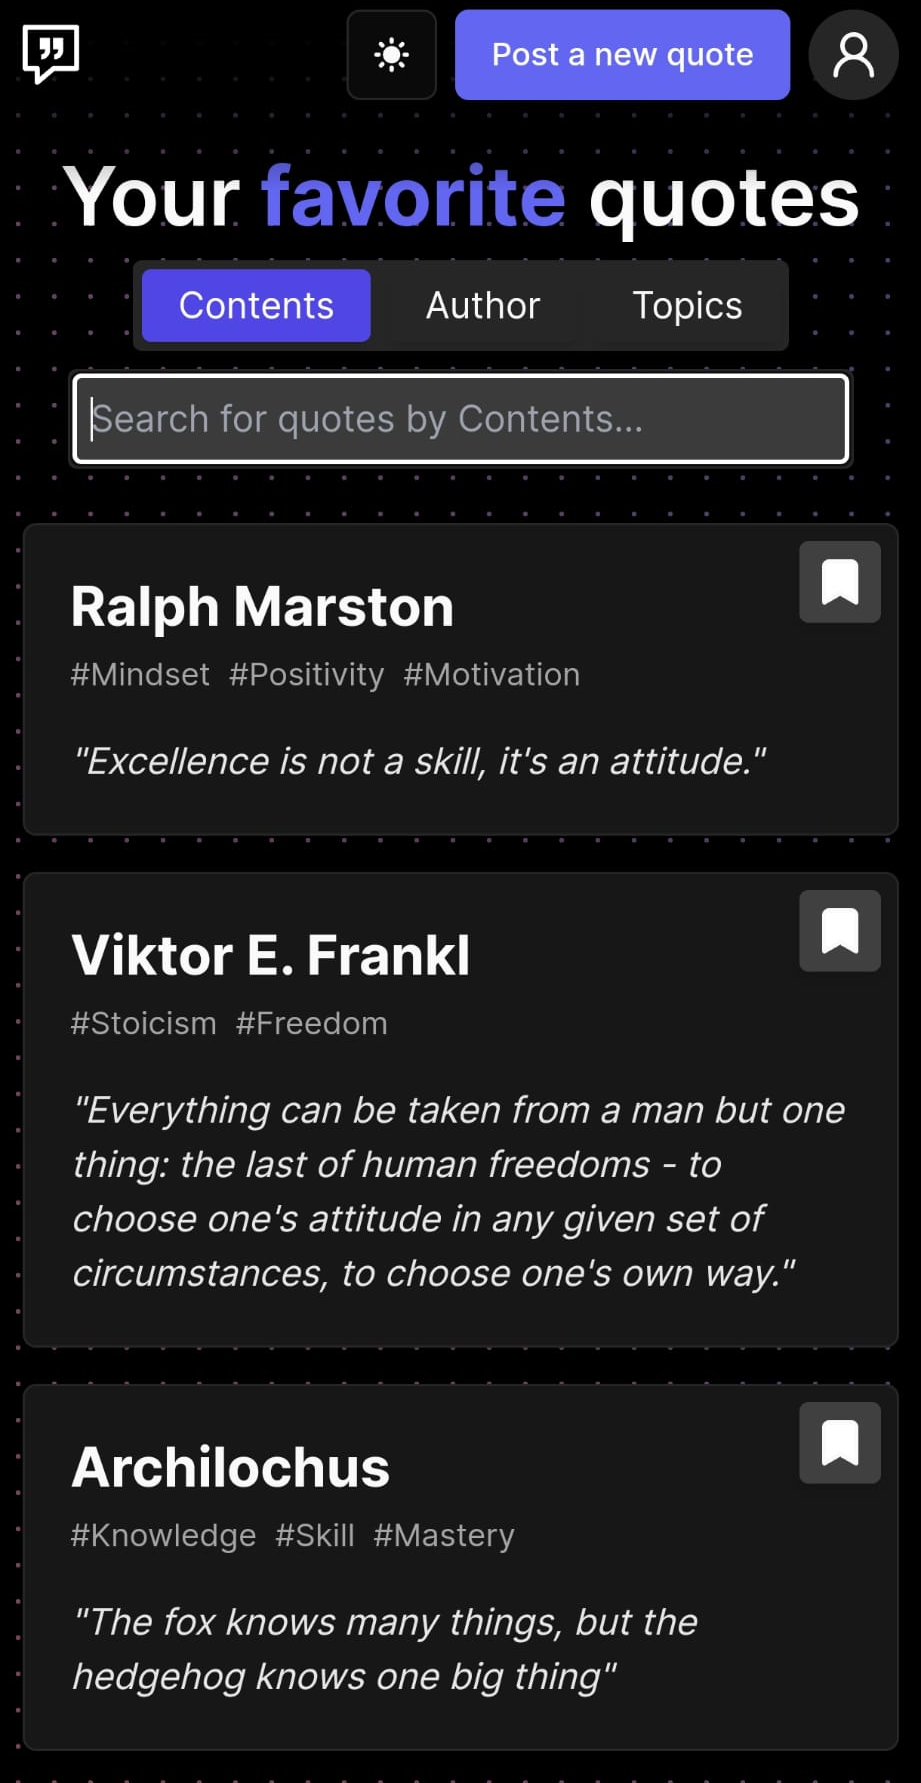 Post a new quote
Your favorite quotes
Contents Author Topics
Search for quotes by Contents...
Ralph Marston
#Mindset #Positivity #Motivation
"Excellence is not a skill, it's an attitude."
Viktor E. Frankl
#Stoicism #Freedom
"Everything can be taken from a man but one
thing: the last of human freedoms - to
choose one's attitude in any given set of
circumstances, to choose one's own way."
Archilochus
#Knowledge #Skill #Mastery
"The fox knows many things, but the
hedgehog knows one big thing"